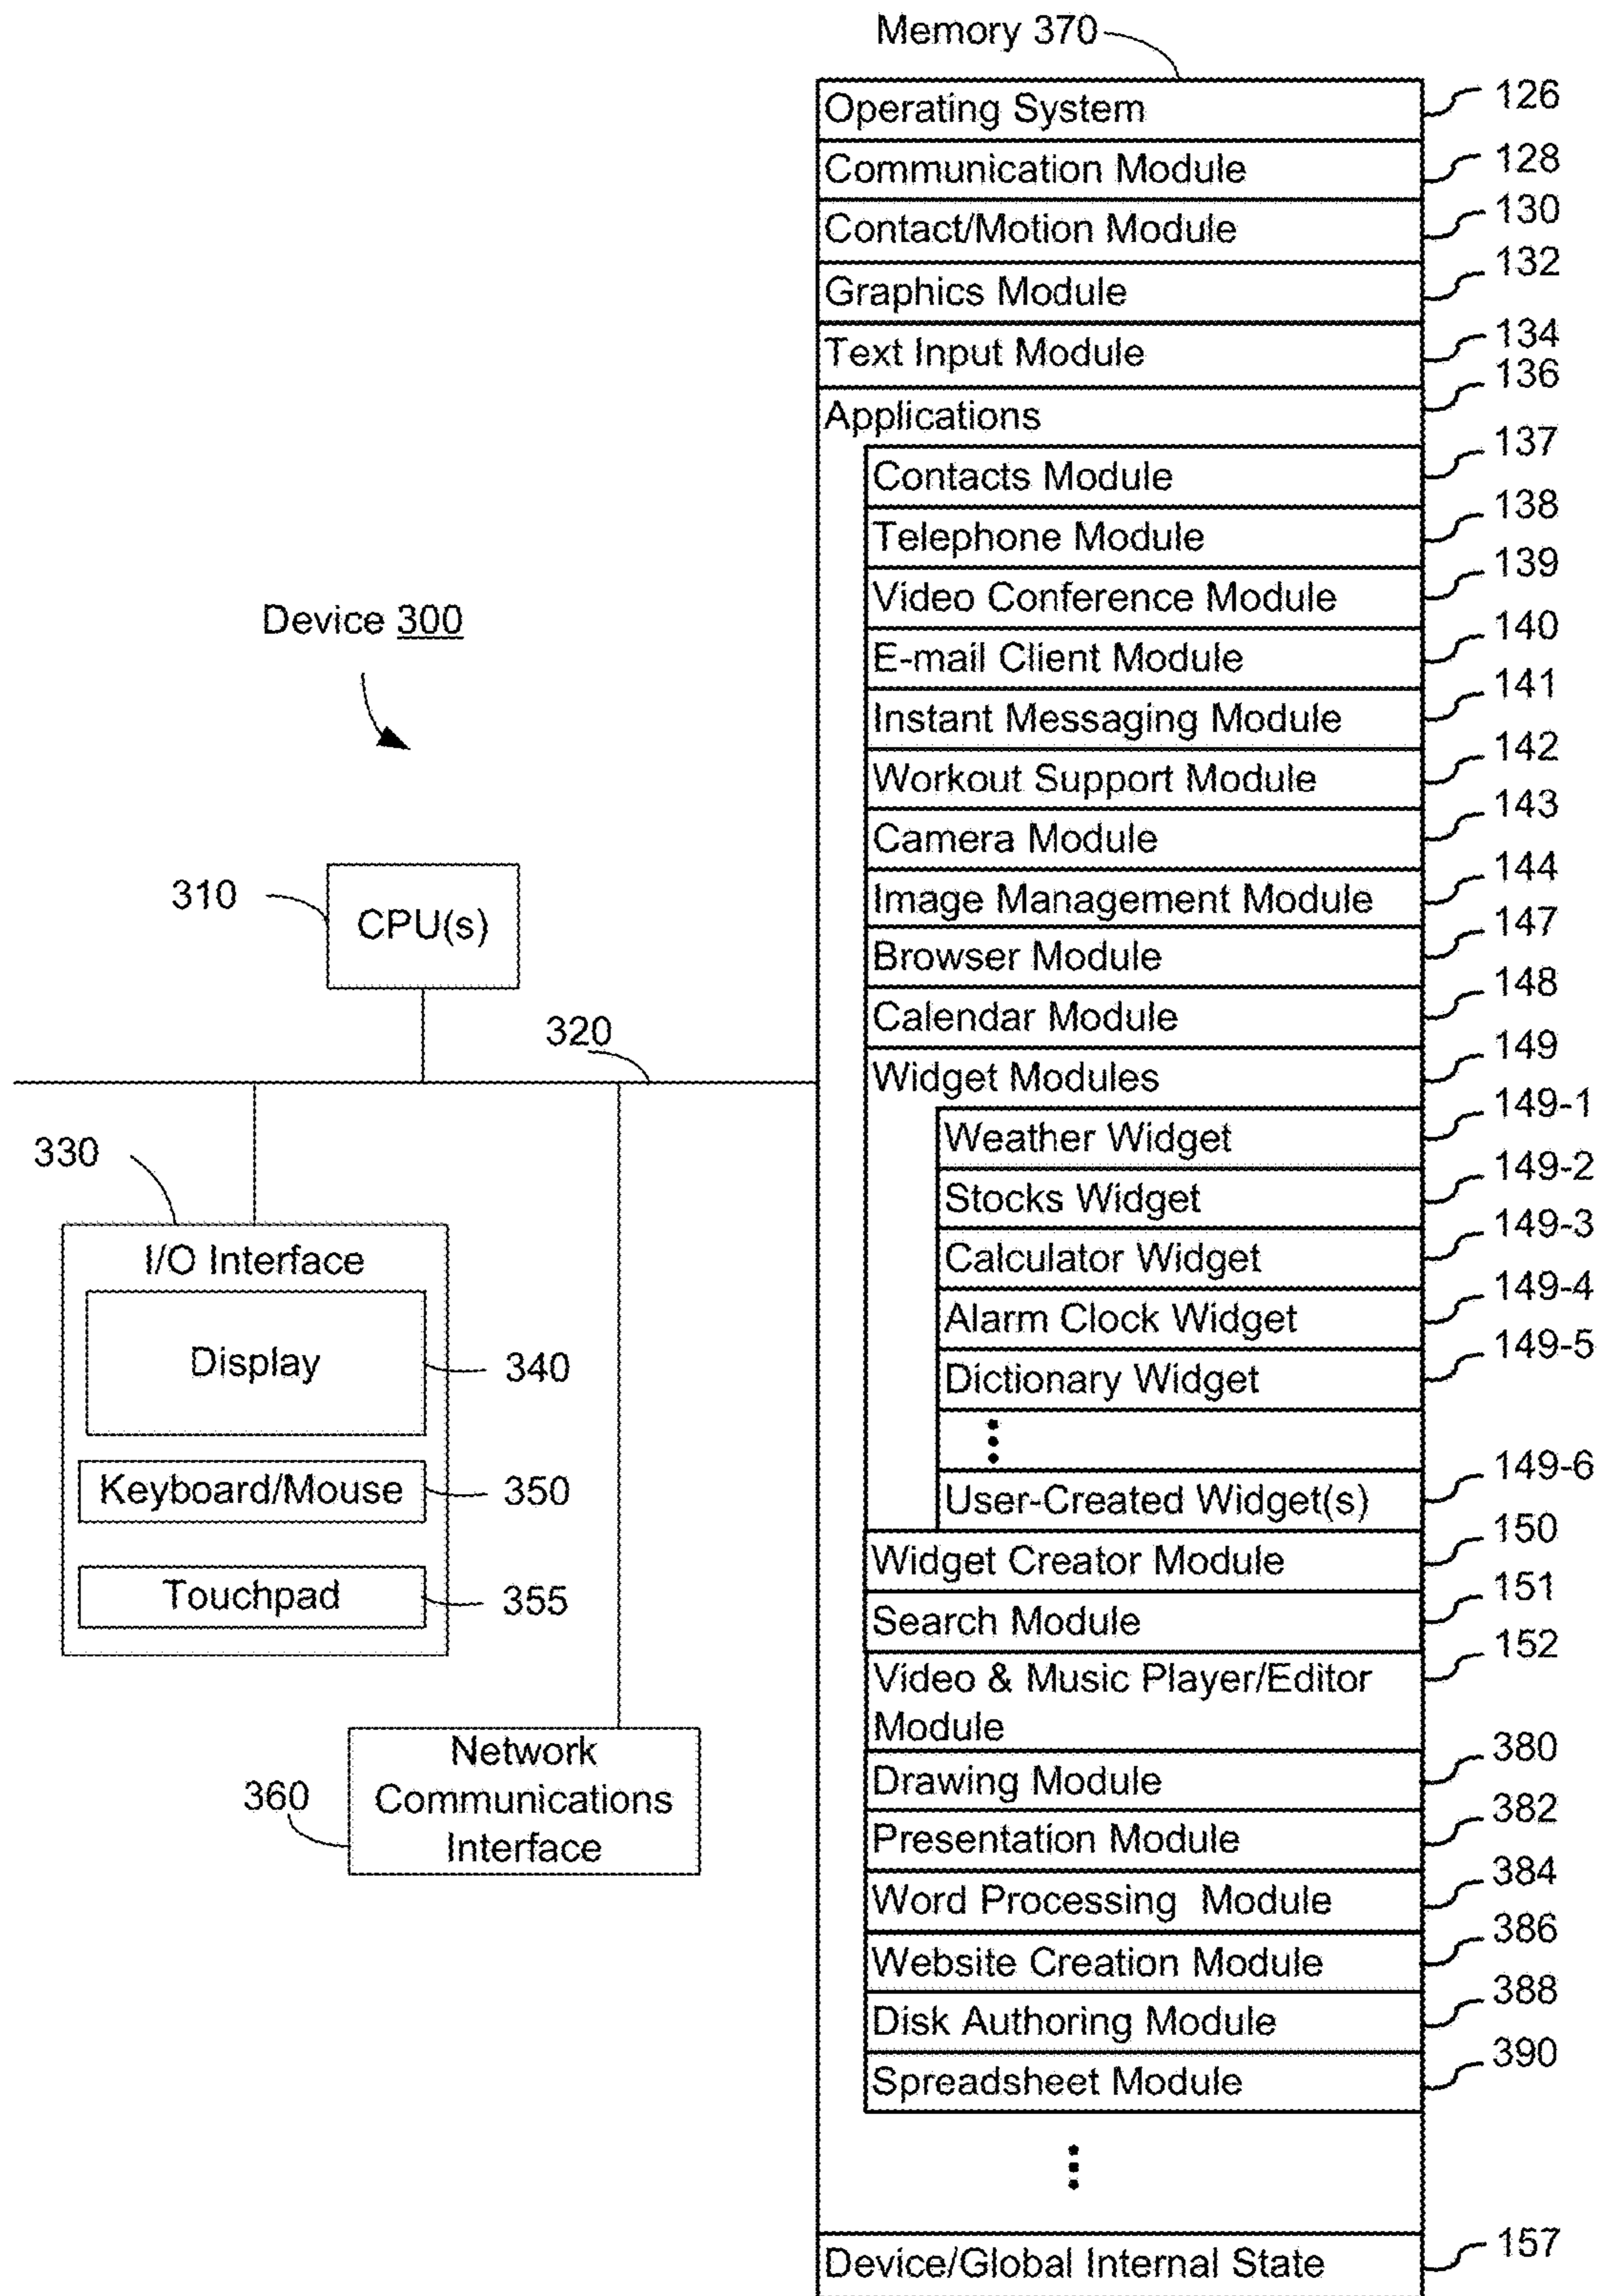 Memory 370
Operating System 126
Communication Module 128
Contact/Motion Module 130
Graphics Module 132
Text Input Module 134
Applications 136
Contacts Module 137
Telephone Module 138
Video Conference Module 139
E-mail Client Module 140
Instant Messaging Module 141
Workout Support Module 142
Camera Module 143
Image Management Module 144
Browser Module 147
Calendar Module 148
Widget Modules 149
Weather Widget 149-1
Stocks Widget 149-2
Calculator Widget 149-3
Alarm Clock Widget 149-4
Dictionary Widget 149-5
User-Created Widget(s) 149-6
Widget Creator Module 150
Search Module 151
Video & Music Player/Editor 152
Module
Drawing Module 380
Presentation Module 382
Word Processing Module 384
Website Creation Module 386
Disk Authoring Module 388
Spreadsheet Module 390
Device/Global Internal State 157
Device 300
310
CPU(s)
320
330
I/O Interface
Display 340
Keyboard/Mouse 350
Touchpad 355
360
Network
Communications
Interface